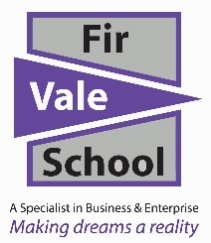 Fir
Vale
School
A Specialist in Business & Enterprise
Making dreams a reality